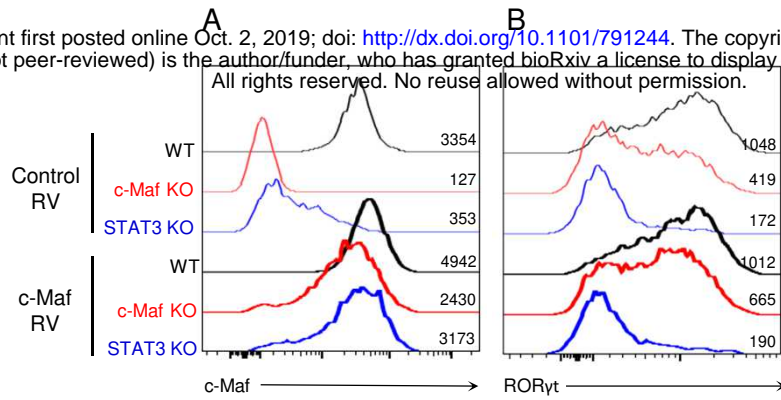 A B
nt first posted online Oct. 2, 2019; doi: http://dx.doi.org/10.1101/791244. The copyri
ot peer-reviewed) is the author/funder, who has granted bioRxiv a license to display
All rights reserved. No reuse allowed without permission.
Control
RV
WT 3354 1048
c-Maf KO 127 419
STAT3 KO 353 172
c-Maf
RV
WT 4942 1012
c-Maf KO 2430 665
STAT3 KO 3173 190
c-Maf RORγt